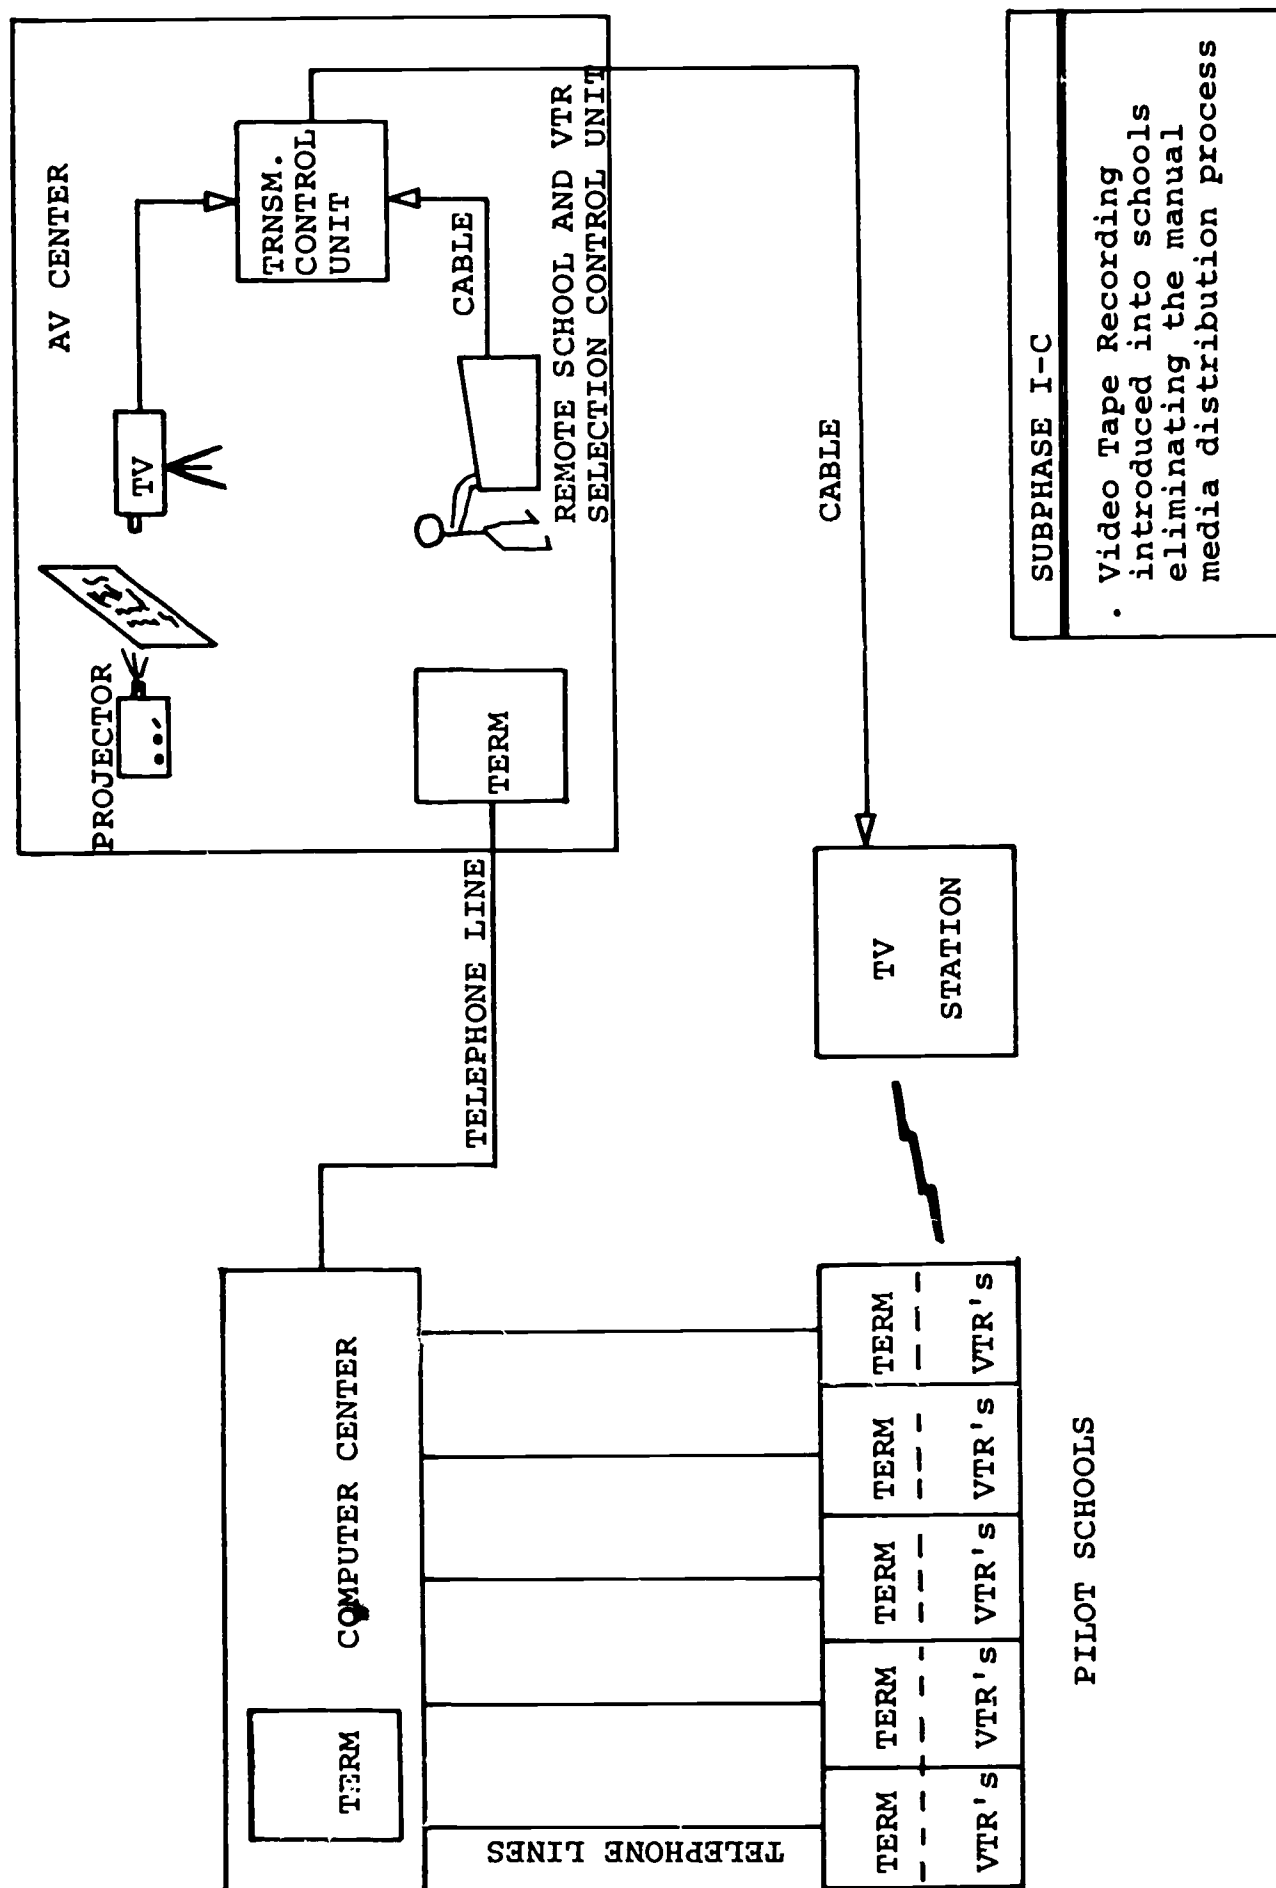 COMPUTER CENTER
TERM
TELEPHONE LINES
TERM
TERM
TERM
TERM
TERM
VTR's
VTR's
VTR's
VTR's
VTR's
PILOT SCHOOLS
TELEPHONE LINE
AV CENTER
PROJECTOR
TV
TRNSM.
CONTROL
UNIT
CABLE
TERM
REMOTE SCHOOL AND VTR
SELECTION CONTROL UNIT
CABLE
TV
STATION
SUBPHASE I-C
· Video Tape Recording
introduced into schools
eliminating the manual
media distribution process